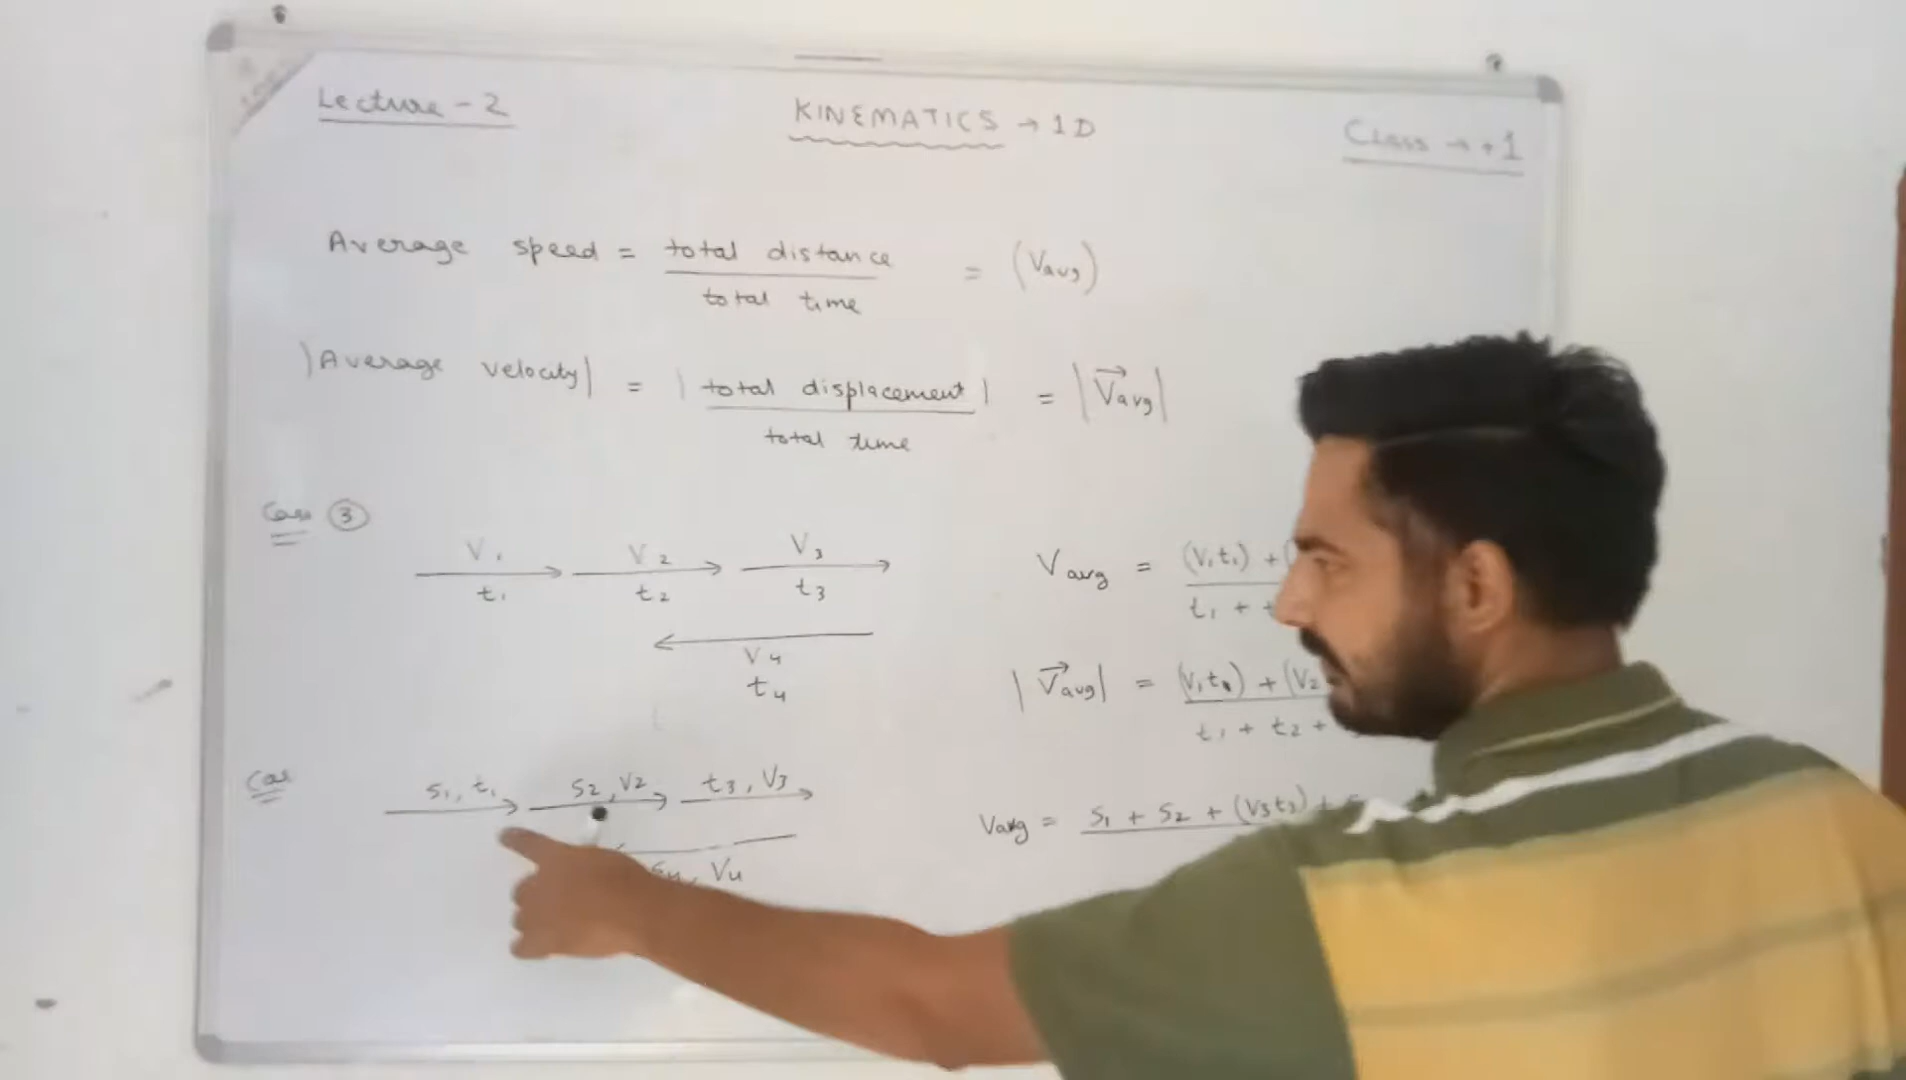 Lecture - 2
KINEMATICS → 1D
Class → +1
Average speed = total distance / total time = (Vavg)
|Average velocity| = |total displacement / total time| = |V⃗avg|
Case ③
V1 V2 V3
t1 t2 t3
V4
t4
Vavg = (V1t1) + ( / t1 +
|V⃗avg| = (V1t1) + (V2 / t1 + t2 +
Cas
S1, t1 S2, V2 t3, V3
S4, V4
Vavg = S1 + S2 + (V3t3) +